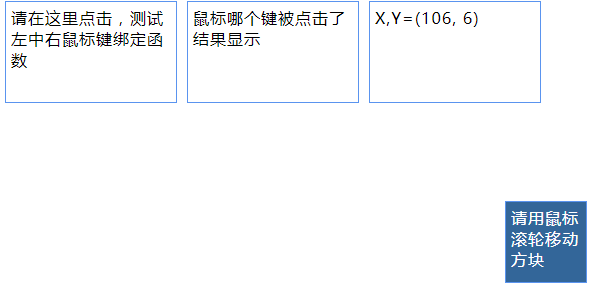 请在这里点击，测试
左中右鼠标键绑定函
数
鼠标哪个键被点击了
结果显示
X,Y=(106, 6)
请用鼠标
滚轮移动
方块